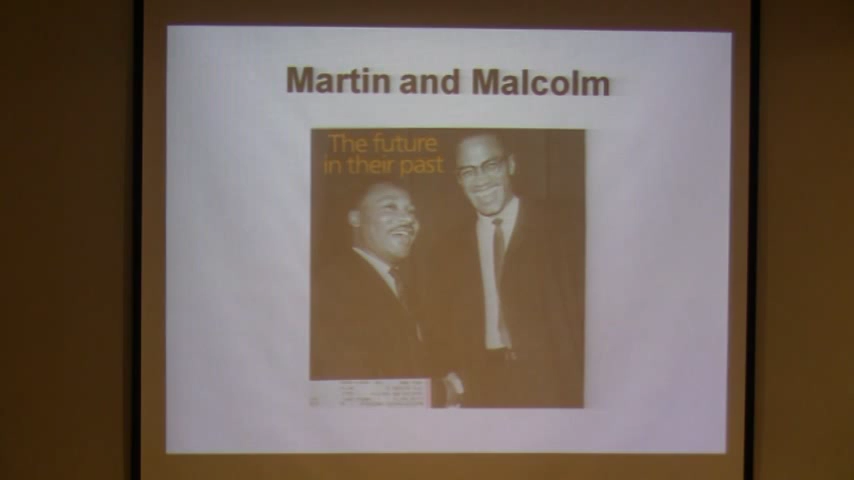 Martin and Malcolm
The future
in their past